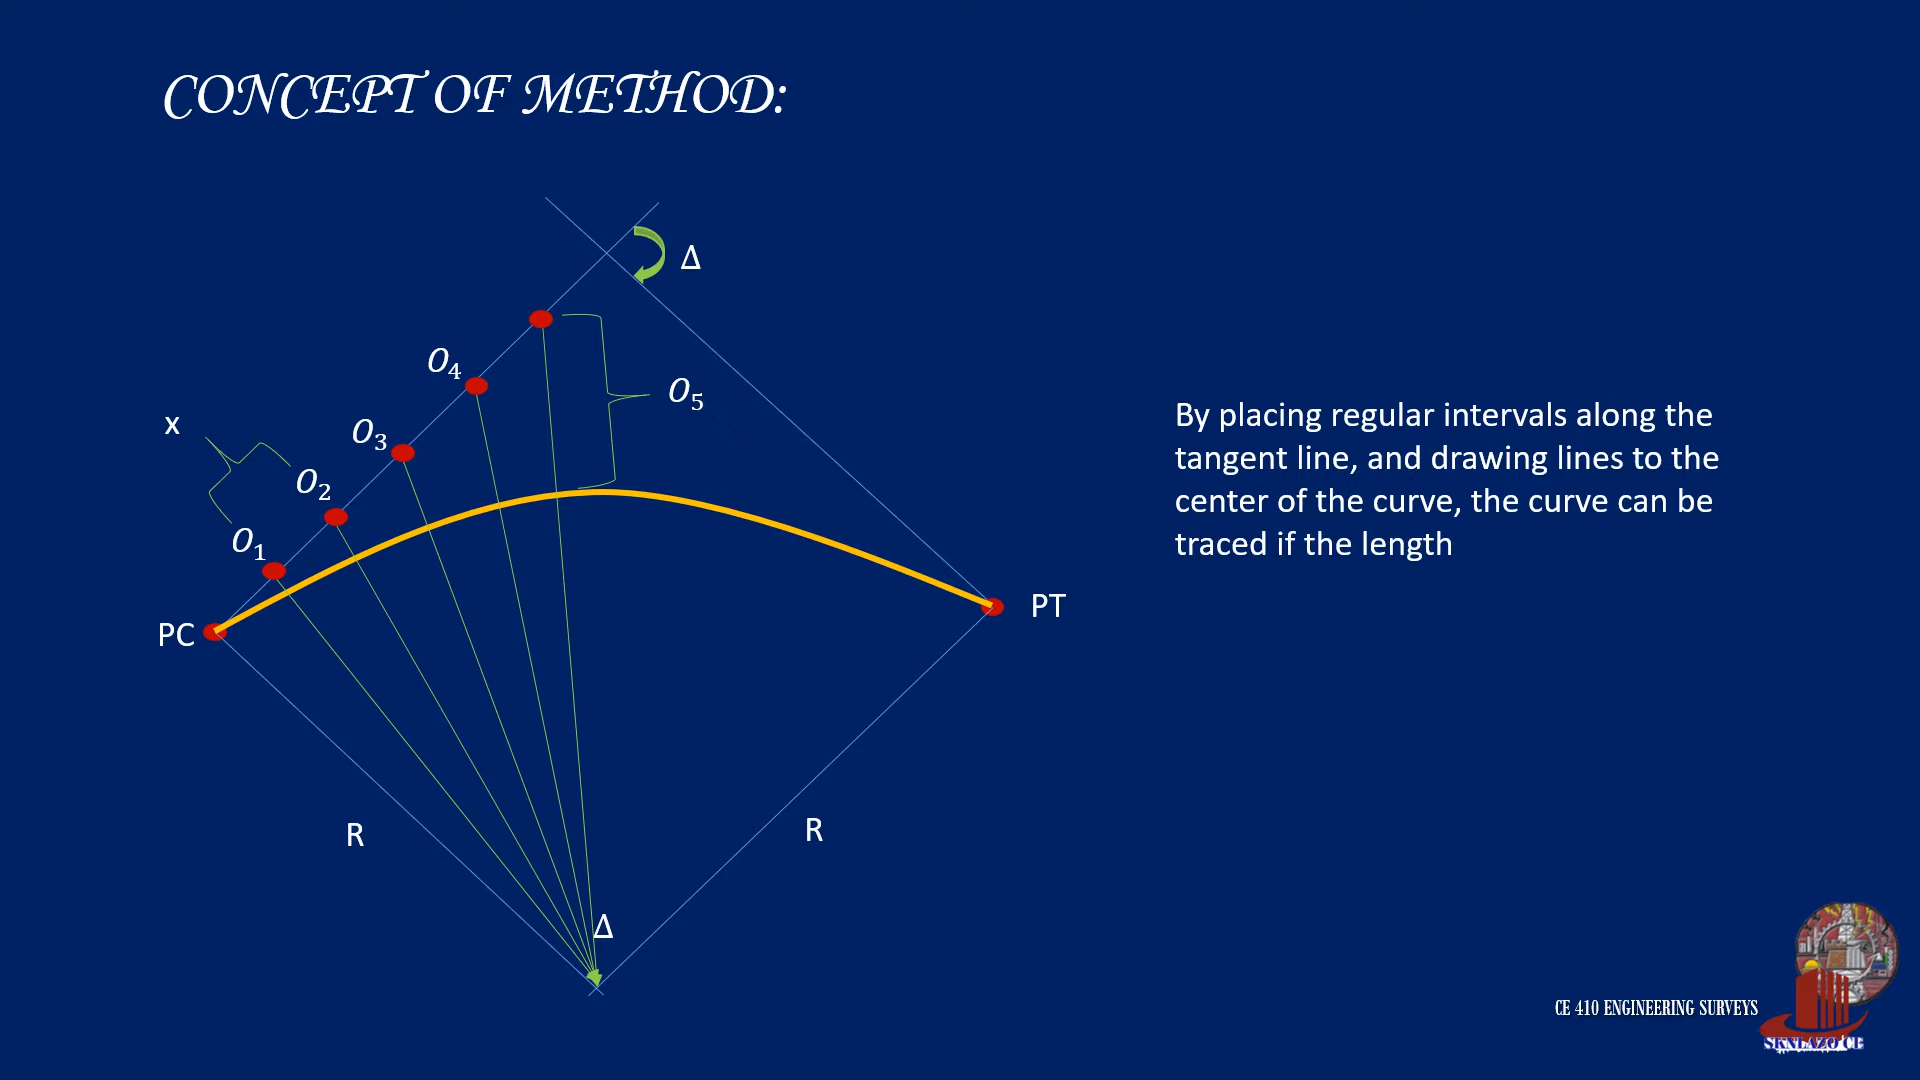 CONCEPT OF METHOD:
Δ
O₄
O₅
x
O₃
O₂
O₁
By placing regular intervals along the
tangent line, and drawing lines to the
center of the curve, the curve can be
traced if the length
PC
PT
R
R
Δ
CE 410 ENGINEERING SURVEYS
SKNLAZO CE